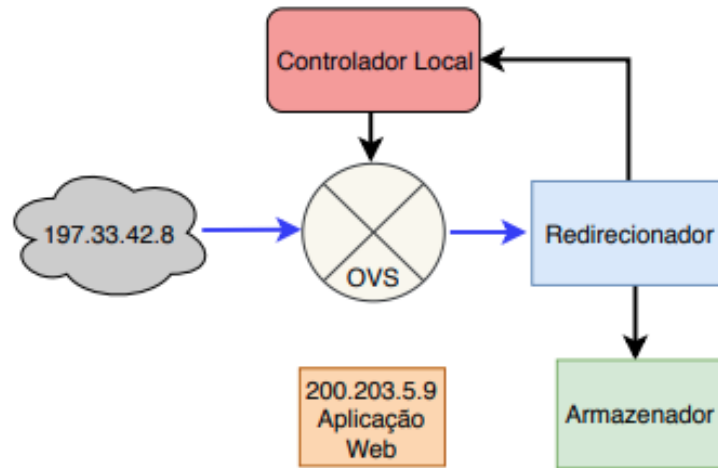 Controlador Local
197.33.42.8
OVS
Redirecionador
200.203.5.9
Aplicação
Web
Armazenador